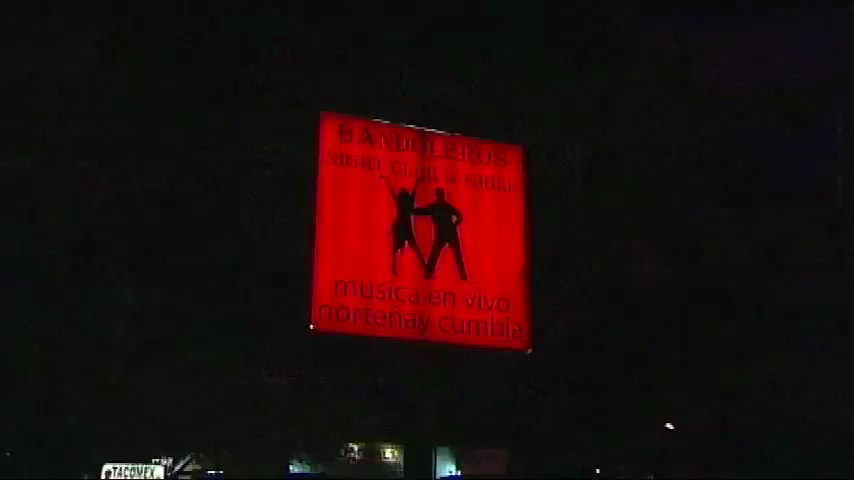 BANDOLEROS
NIGHT CLUB & GRILL
musica en vivo
nortenay cumbia
TACOMEX